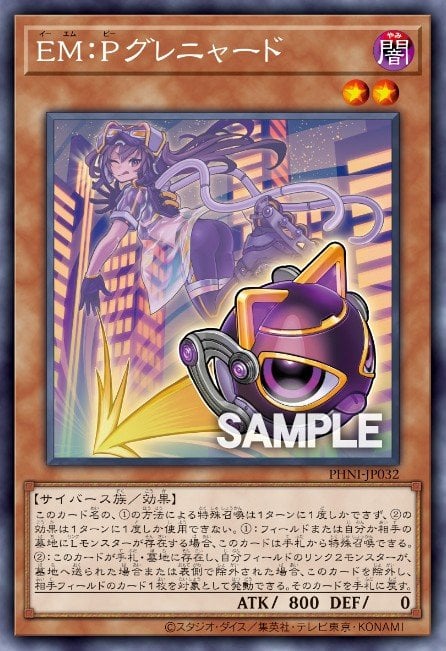 イー エム ピー
EM：Pグレニャード
やみ
闇
SAMPLE
PHNI-JP032
【サイバース族／効果】
このカード名の、①の方法による特殊召喚は1ターンに1度しかできず、②の
効果は1ターンに1度しか使用できない。①：フィールドまたは自分か相手の
墓地にLモンスターが存在する場合、このカードは手札から特殊召喚できる。
②：このカードが手札・墓地に存在し、自分フィールドのリンク2モンスターが、
墓地へ送られた場合または表側で除外された場合、このカードを除外し、
相手フィールドのカード1枚を対象として発動できる。そのカードを手札に戻す。
ATK/ 800 DEF/ 0
©スタジオ・ダイス／集英社・テレビ東京・KONAMI